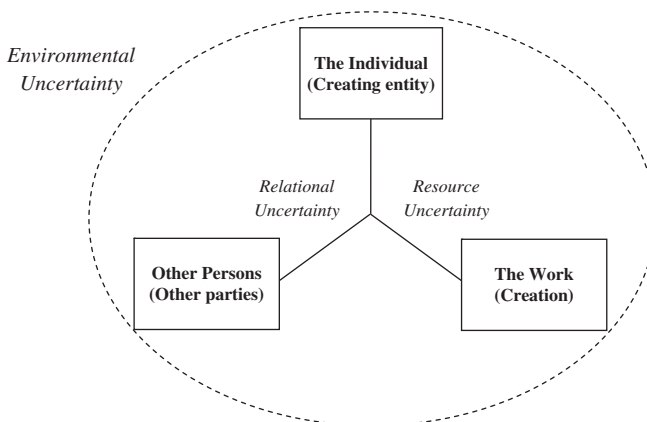 Environmental
Uncertainty
The Individual
(Creating entity)
Relational
Uncertainty
Resource
Uncertainty
Other Persons
(Other parties)
The Work
(Creation)